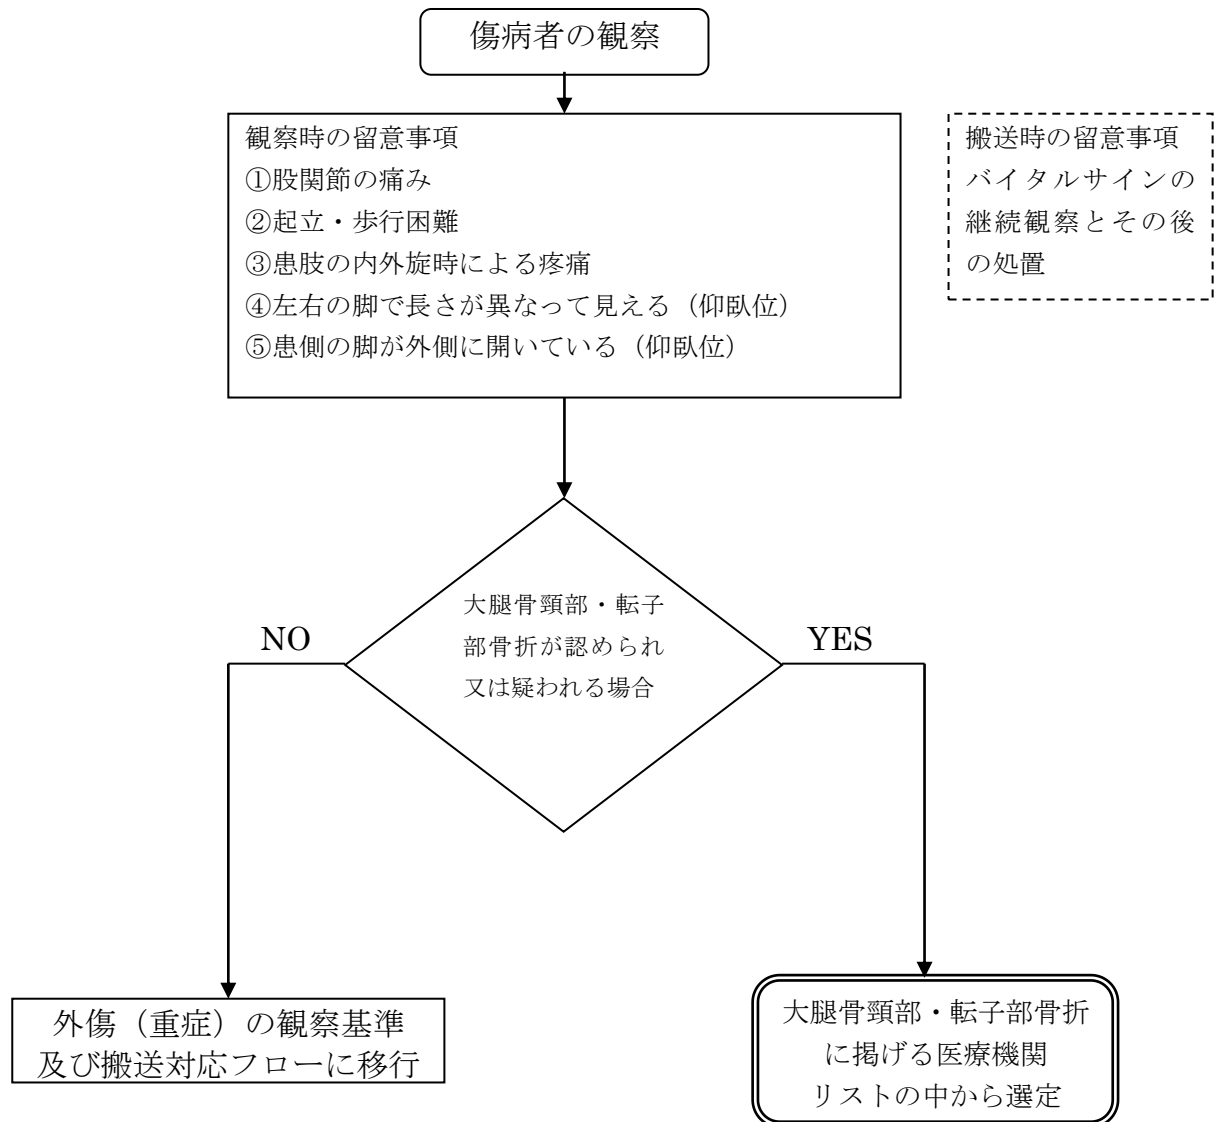 傷病者の観察
観察時の留意事項
①股関節の痛み
②起立・歩行困難
③患肢の内外旋時による疼痛
④左右の脚で長さが異なって見える（仰臥位）
⑤患側の脚が外側に開いている（仰臥位）
搬送時の留意事項
バイタルサインの
継続観察とその後
の処置
大腿骨頸部・転子
部骨折が認められ
又は疑われる場合
NO
YES
外傷（重症）の観察基準
及び搬送対応フローに移行
大腿骨頸部・転子部骨折
に掲げる医療機関
リストの中から選定